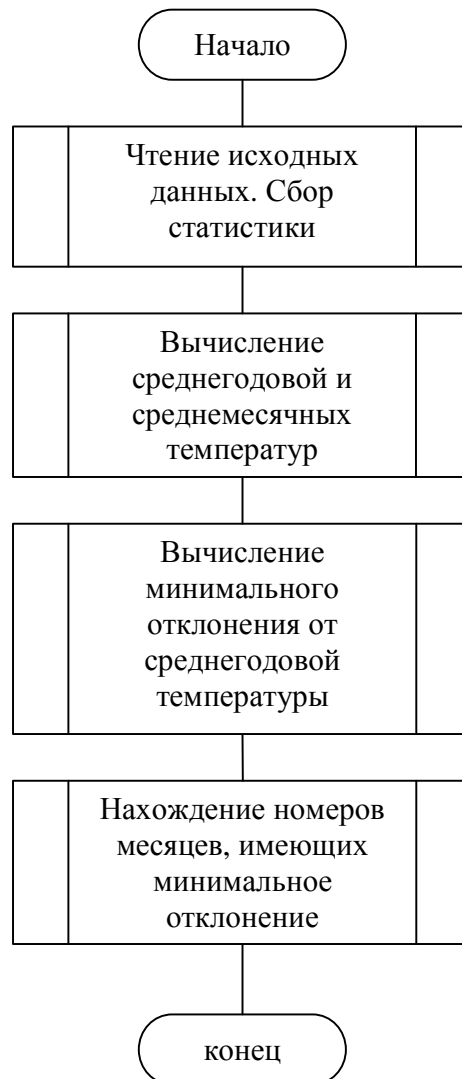 Начало
Чтение исходных
данных. Сбор
статистики
Вычисление
среднегодовой и
среднемесячных
температур
Вычисление
минимального
отклонения от
среднегодовой
температуры
Нахождение номеров
месяцев, имеющих
минимальное
отклонение
конец